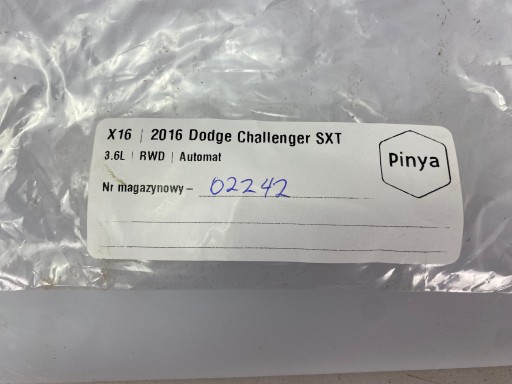 X16 | 2016 Dodge Challenger SXT
3.6L | RWD | Automat
Pinya
Nr magazynowy – 02242